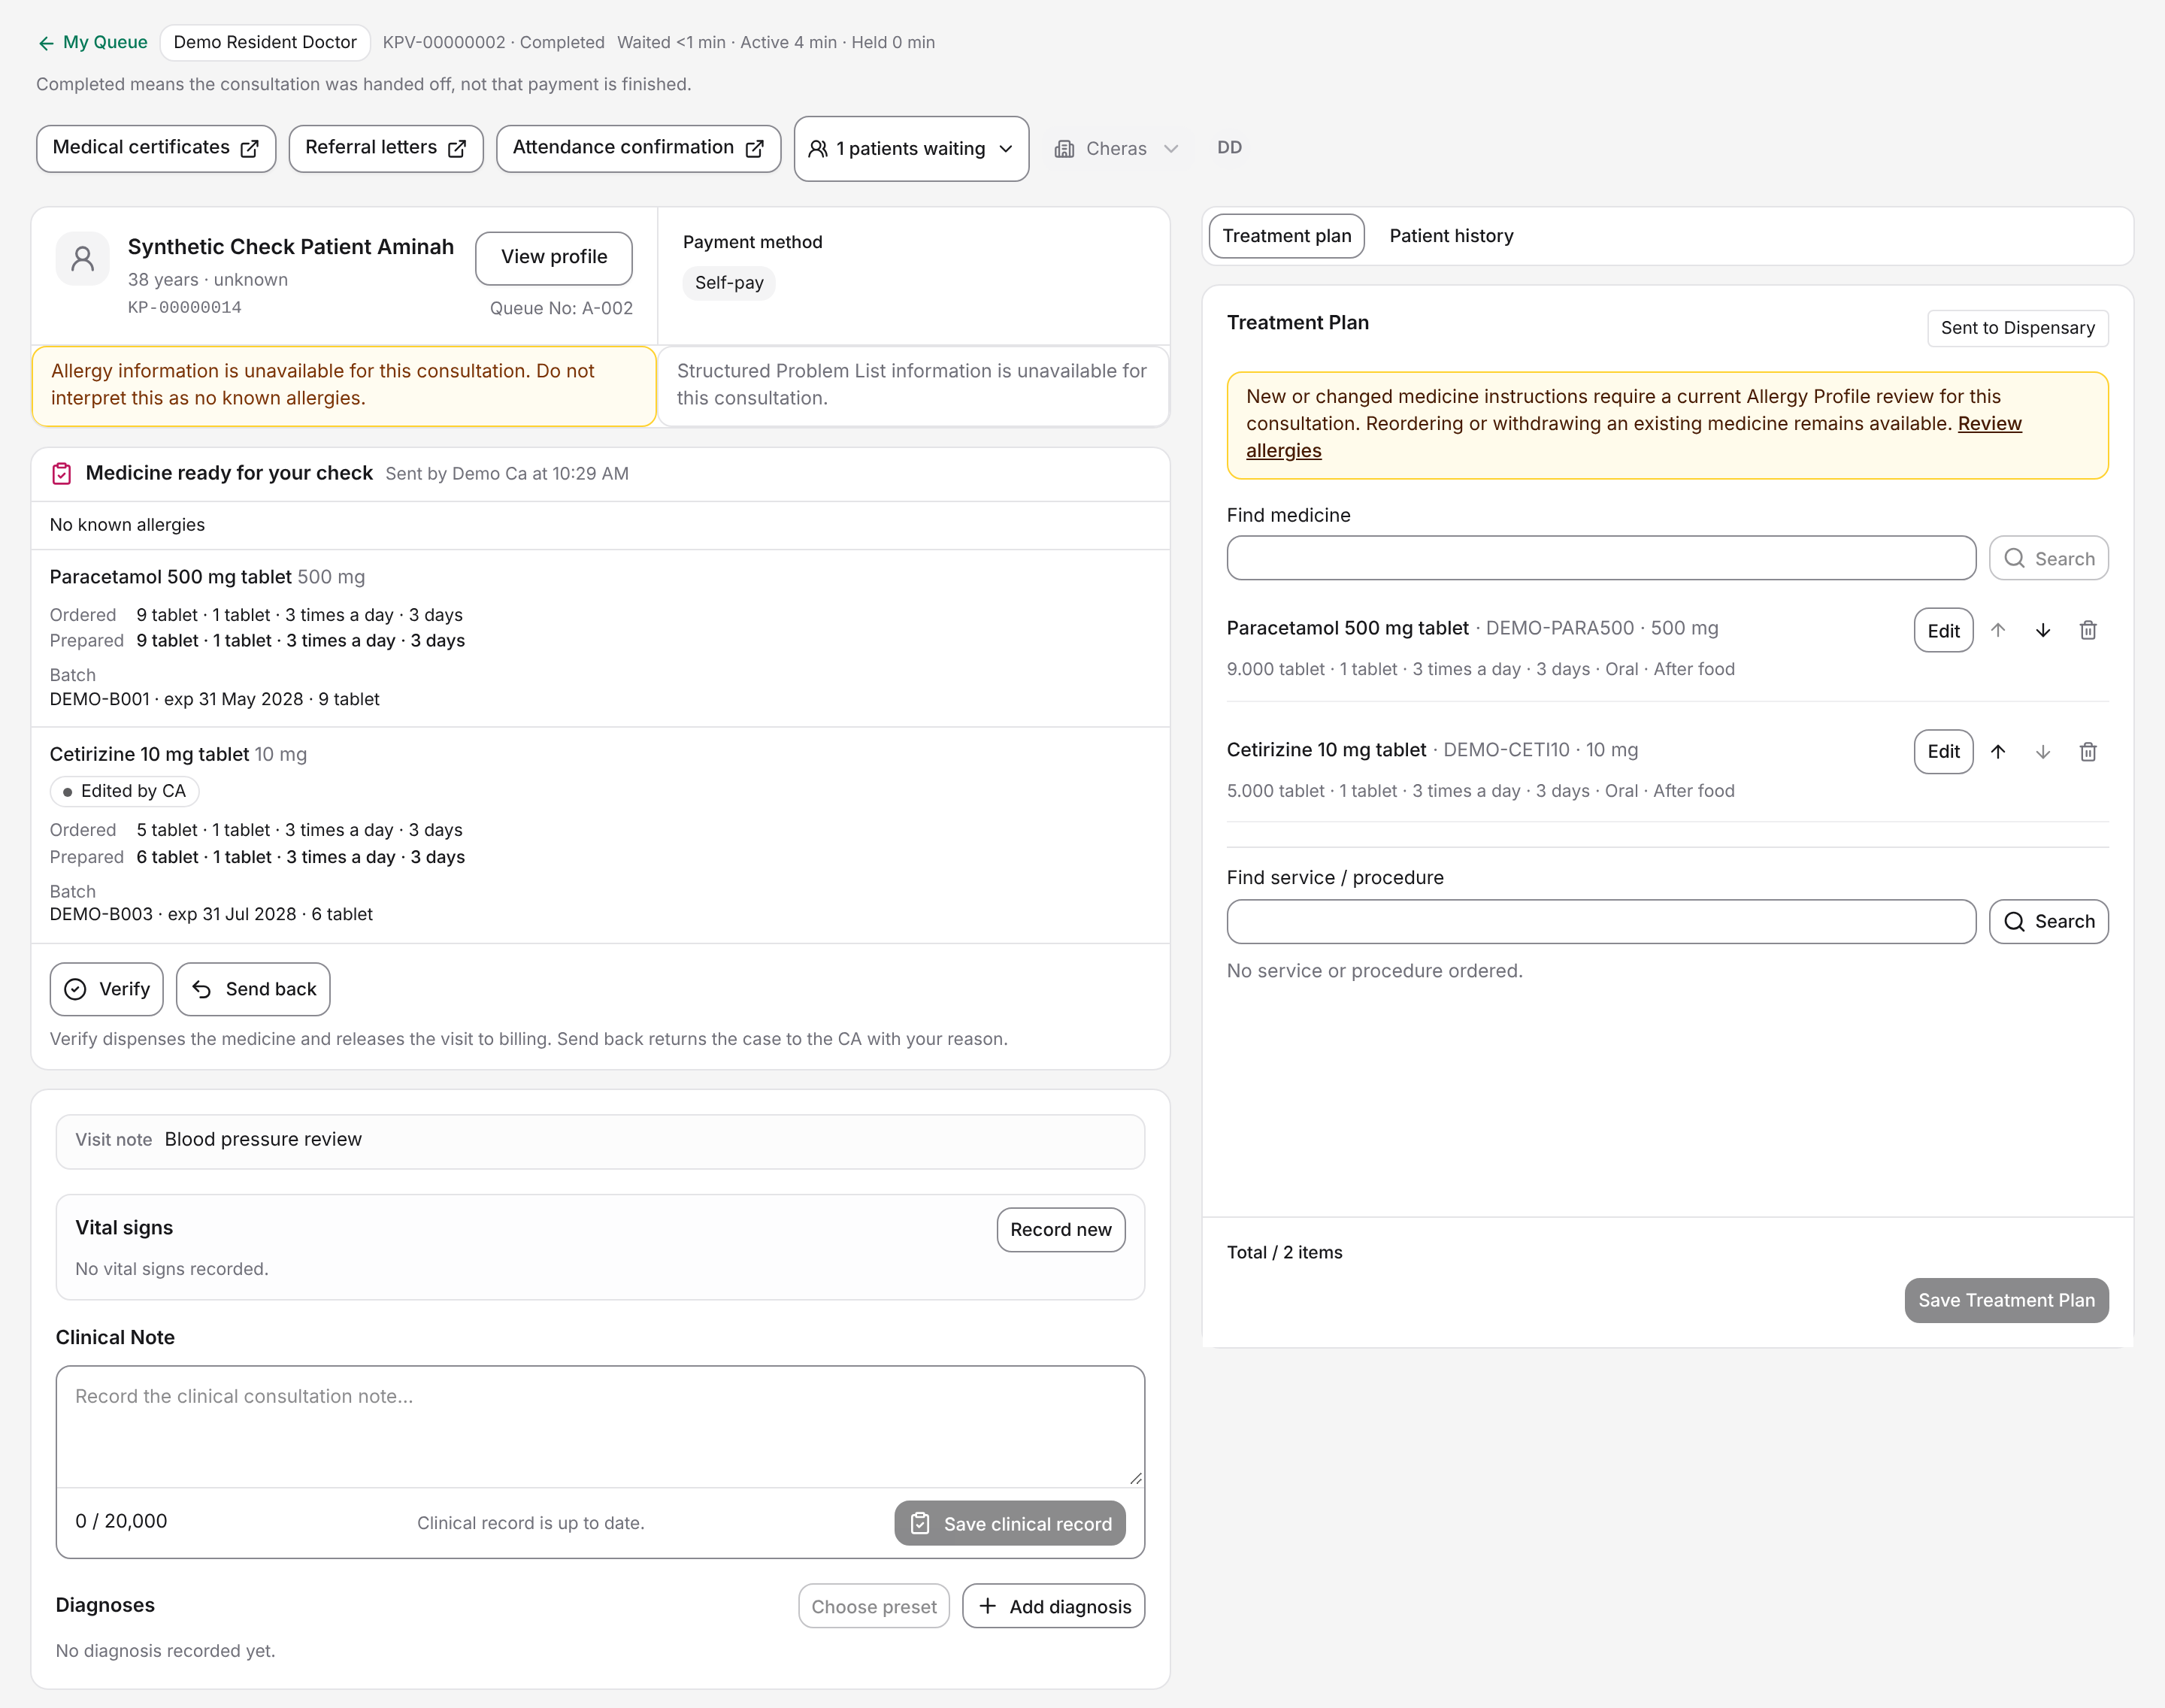 My Queue
Demo Resident Doctor
KPV-00000002 · Completed Waited <1 min · Active 4 min · Held 0 min
Completed means the consultation was handed off, not that payment is finished.
Medical certificates
Referral letters
Attendance confirmation
1 patients waiting
Cheras
DD
Synthetic Check Patient Aminah
38 years · unknown
KP-00000014
View profile
Queue No: A-002
Payment method
Self-pay
Allergy information is unavailable for this consultation. Do not
interpret this as no known allergies.
Structured Problem List information is unavailable for
this consultation.
Medicine ready for your check Sent by Demo Ca at 10:29 AM
No known allergies
Paracetamol 500 mg tablet 500 mg
Ordered 9 tablet · 1 tablet · 3 times a day · 3 days
Prepared 9 tablet · 1 tablet · 3 times a day · 3 days
Batch
DEMO-B001 · exp 31 May 2028 · 9 tablet
Cetirizine 10 mg tablet 10 mg
Edited by CA
Ordered 5 tablet · 1 tablet · 3 times a day · 3 days
Prepared 6 tablet · 1 tablet · 3 times a day · 3 days
Batch
DEMO-B003 · exp 31 Jul 2028 · 6 tablet
Verify
Send back
Verify dispenses the medicine and releases the visit to billing. Send back returns the case to the CA with your reason.
Visit note Blood pressure review
Vital signs
Record new
No vital signs recorded.
Clinical Note
Record the clinical consultation note...
0 / 20,000
Clinical record is up to date.
Save clinical record
Diagnoses
Choose preset
Add diagnosis
No diagnosis recorded yet.
Treatment plan
Patient history
Treatment Plan
Sent to Dispensary
New or changed medicine instructions require a current Allergy Profile review for this
consultation. Reordering or withdrawing an existing medicine remains available. Review
allergies
Find medicine
Search
Paracetamol 500 mg tablet · DEMO-PARA500 · 500 mg
Edit
9.000 tablet · 1 tablet · 3 times a day · 3 days · Oral · After food
Cetirizine 10 mg tablet · DEMO-CETI10 · 10 mg
Edit
5.000 tablet · 1 tablet · 3 times a day · 3 days · Oral · After food
Find service / procedure
Search
No service or procedure ordered.
Total / 2 items
Save Treatment Plan